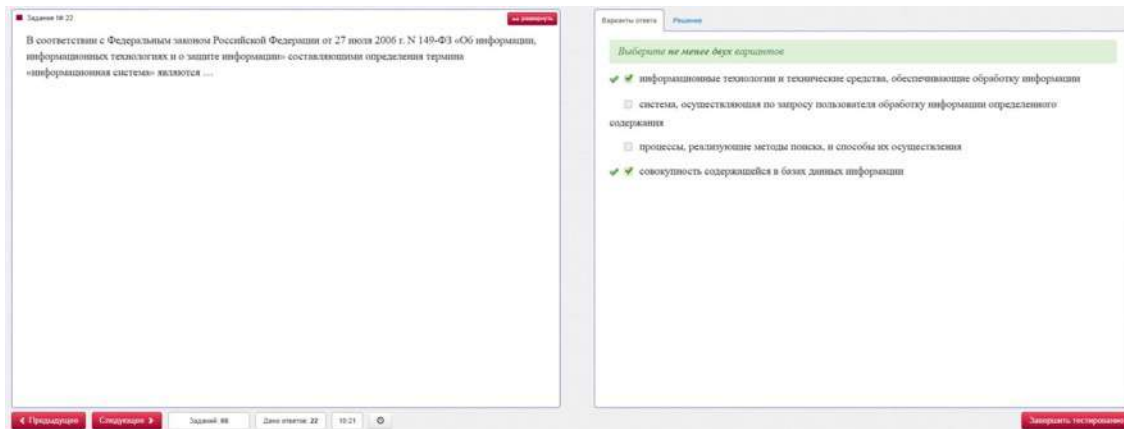 Задание № 22
развернуть
В соответствии с Федеральным законом Российской Федерации от 27 июля 2006 г. N 149-ФЗ «Об информации,
информационных технологиях и о защите информации» составляющими определения термина
«информационная система» являются …
Варианты ответа
Решение
Выберите не менее двух вариантов
информационные технологии и технические средства, обеспечивающие обработку информации
система, осуществляющая по запросу пользователя обработку информации определенного
содержания
процессы, реализующие методы поиска, и способы их осуществления
совокупность содержащейся в базах данных информации
Предыдущее
Следующее
Заданий:
Дано ответов: 22
10:21
Завершить тестирование